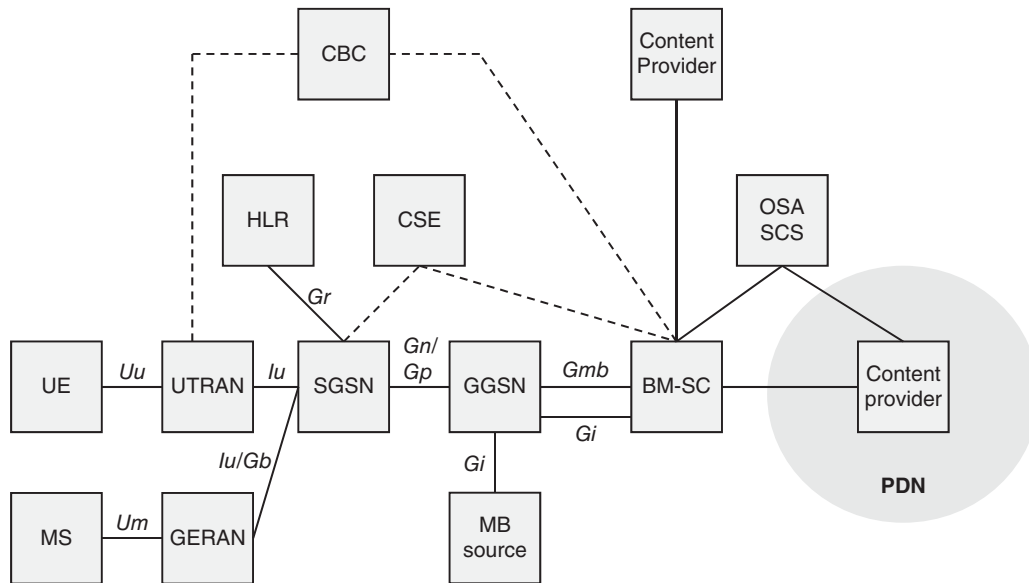 CBC
Content
Provider
HLR
CSE
OSA
SCS
Gr
UE
Uu
UTRAN
Iu
SGSN
Gn/
Gp
GGSN
Gmb
Gi
BM-SC
Content
provider
PDN
Iu/Gb
Gi
MS
Um
GERAN
MB
source